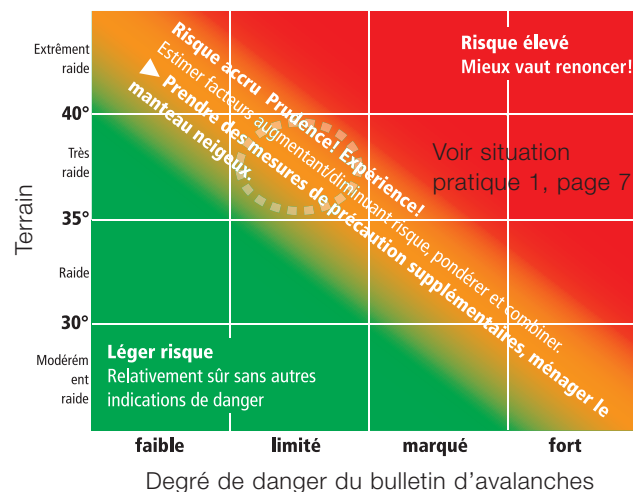 Extrêment
raide
40°
Très
raide
35°
Raide
30°
Modérém
ent
raide
Terrain
Risque accru Prudence! Expérience!
Estimer facteurs augmentant/diminuant risque, pondérer et combiner.
Prendre des mesures de précaution supplémentaires, ménager le
manteau neigeux.
Risque élevé
Mieux vaut renoncer!
Voir situation
pratique 1, page 7
Léger risque
Relativement sûr sans autres
indications de danger
faible limité marqué fort
Degré de danger du bulletin d'avalanches